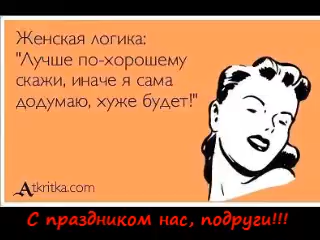 Женская логика:
"Лучше по-хорошему
скажи, иначе я сама
додумаю, хуже будет!"
Atkritka.com
С праздником нас, подруги!!!